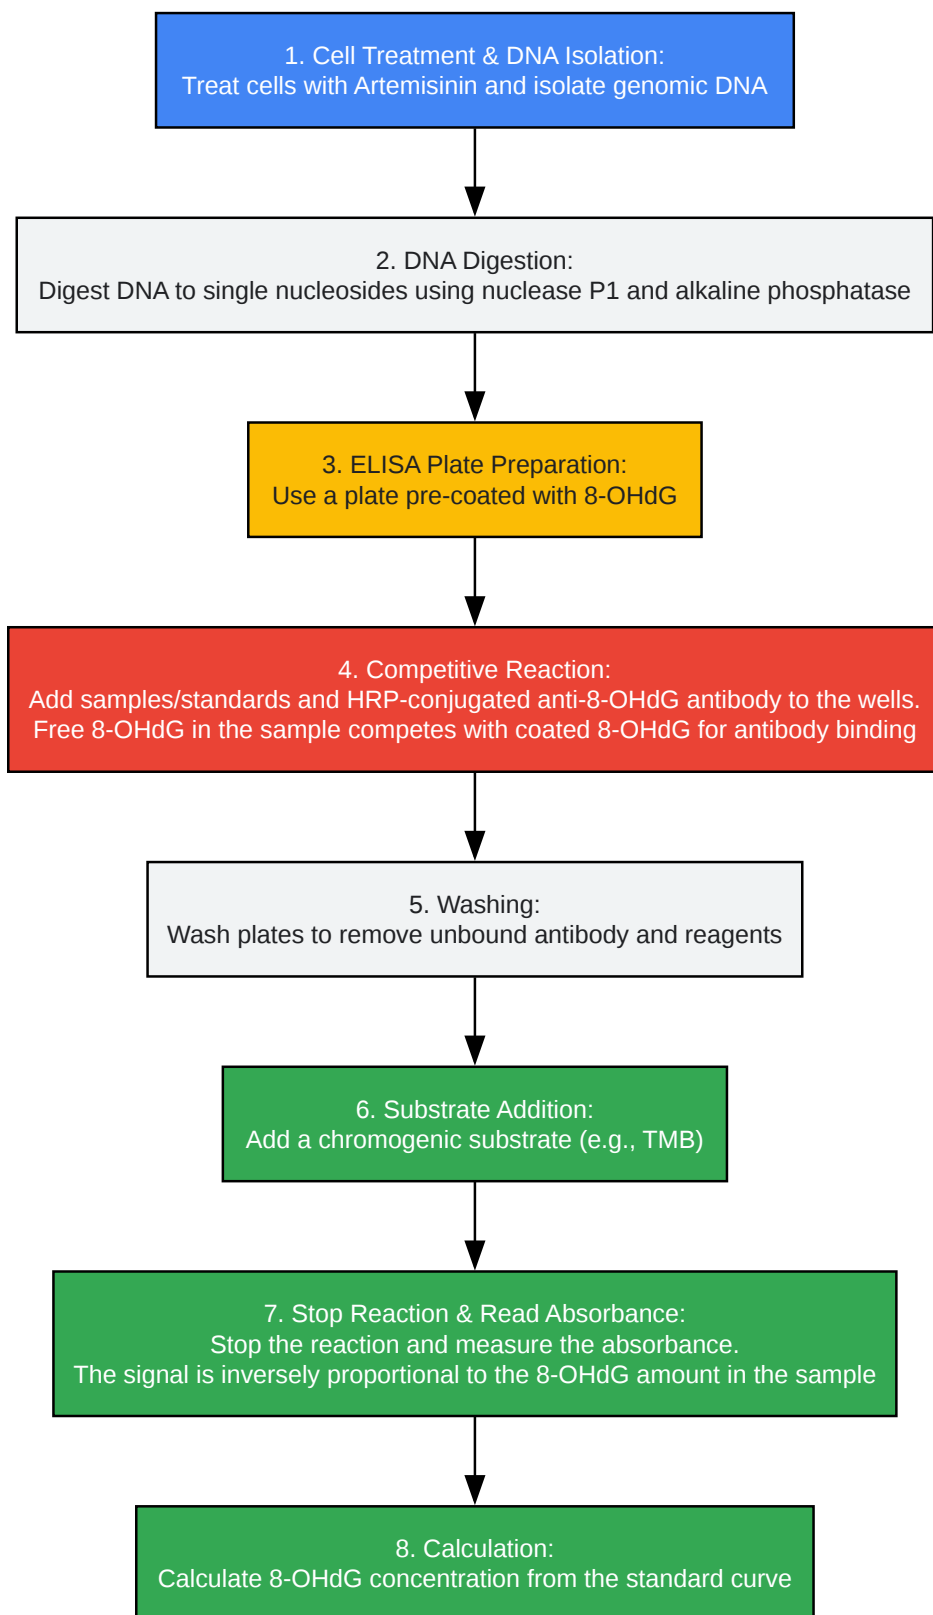 1. Cell Treatment & DNA Isolation:
Treat cells with Artemisinin and isolate genomic DNA
2. DNA Digestion:
Digest DNA to single nucleosides using nuclease P1 and alkaline phosphatase
3. ELISA Plate Preparation:
Use a plate pre-coated with 8-OHdG
4. Competitive Reaction:
Add samples/standards and HRP-conjugated anti-8-OHdG antibody to the wells.
Free 8-OHdG in the sample competes with coated 8-OHdG for antibody binding
5. Washing:
Wash plates to remove unbound antibody and reagents
6. Substrate Addition:
Add a chromogenic substrate (e.g., TMB)
7. Stop Reaction & Read Absorbance:
Stop the reaction and measure the absorbance.
The signal is inversely proportional to the 8-OHdG amount in the sample
8. Calculation:
Calculate 8-OHdG concentration from the standard curve